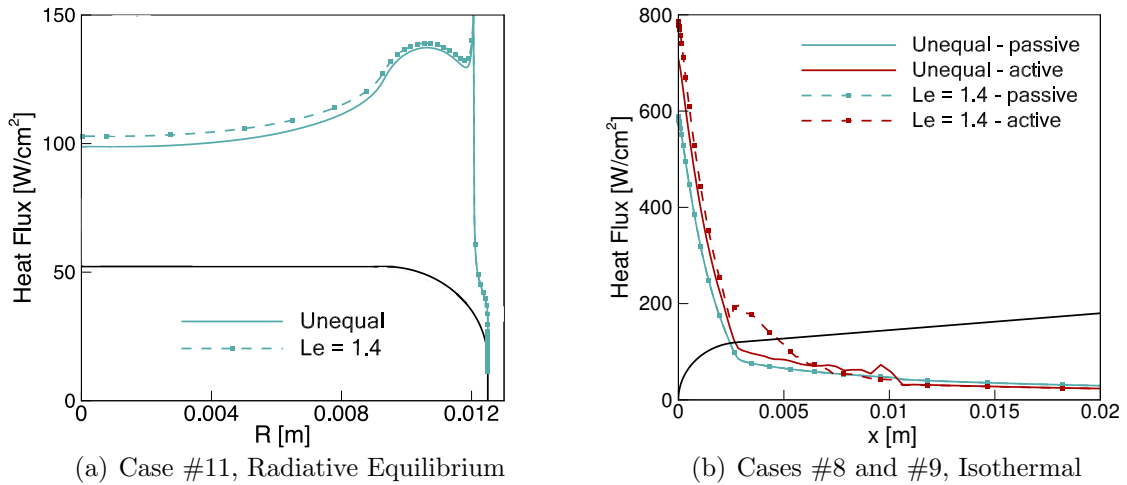 150
100
50
0
Heat Flux [W/cm²]
Unequal
Le = 1.4
0
0.004
0.008
0.012
R [m]
(a) Case #11, Radiative Equilibrium
800
600
400
200
0
Heat Flux [W/cm²]
Unequal - passive
Unequal - active
Le = 1.4 - passive
Le = 1.4 - active
0
0.005
0.01
0.015
0.02
x [m]
(b) Cases #8 and #9, Isothermal